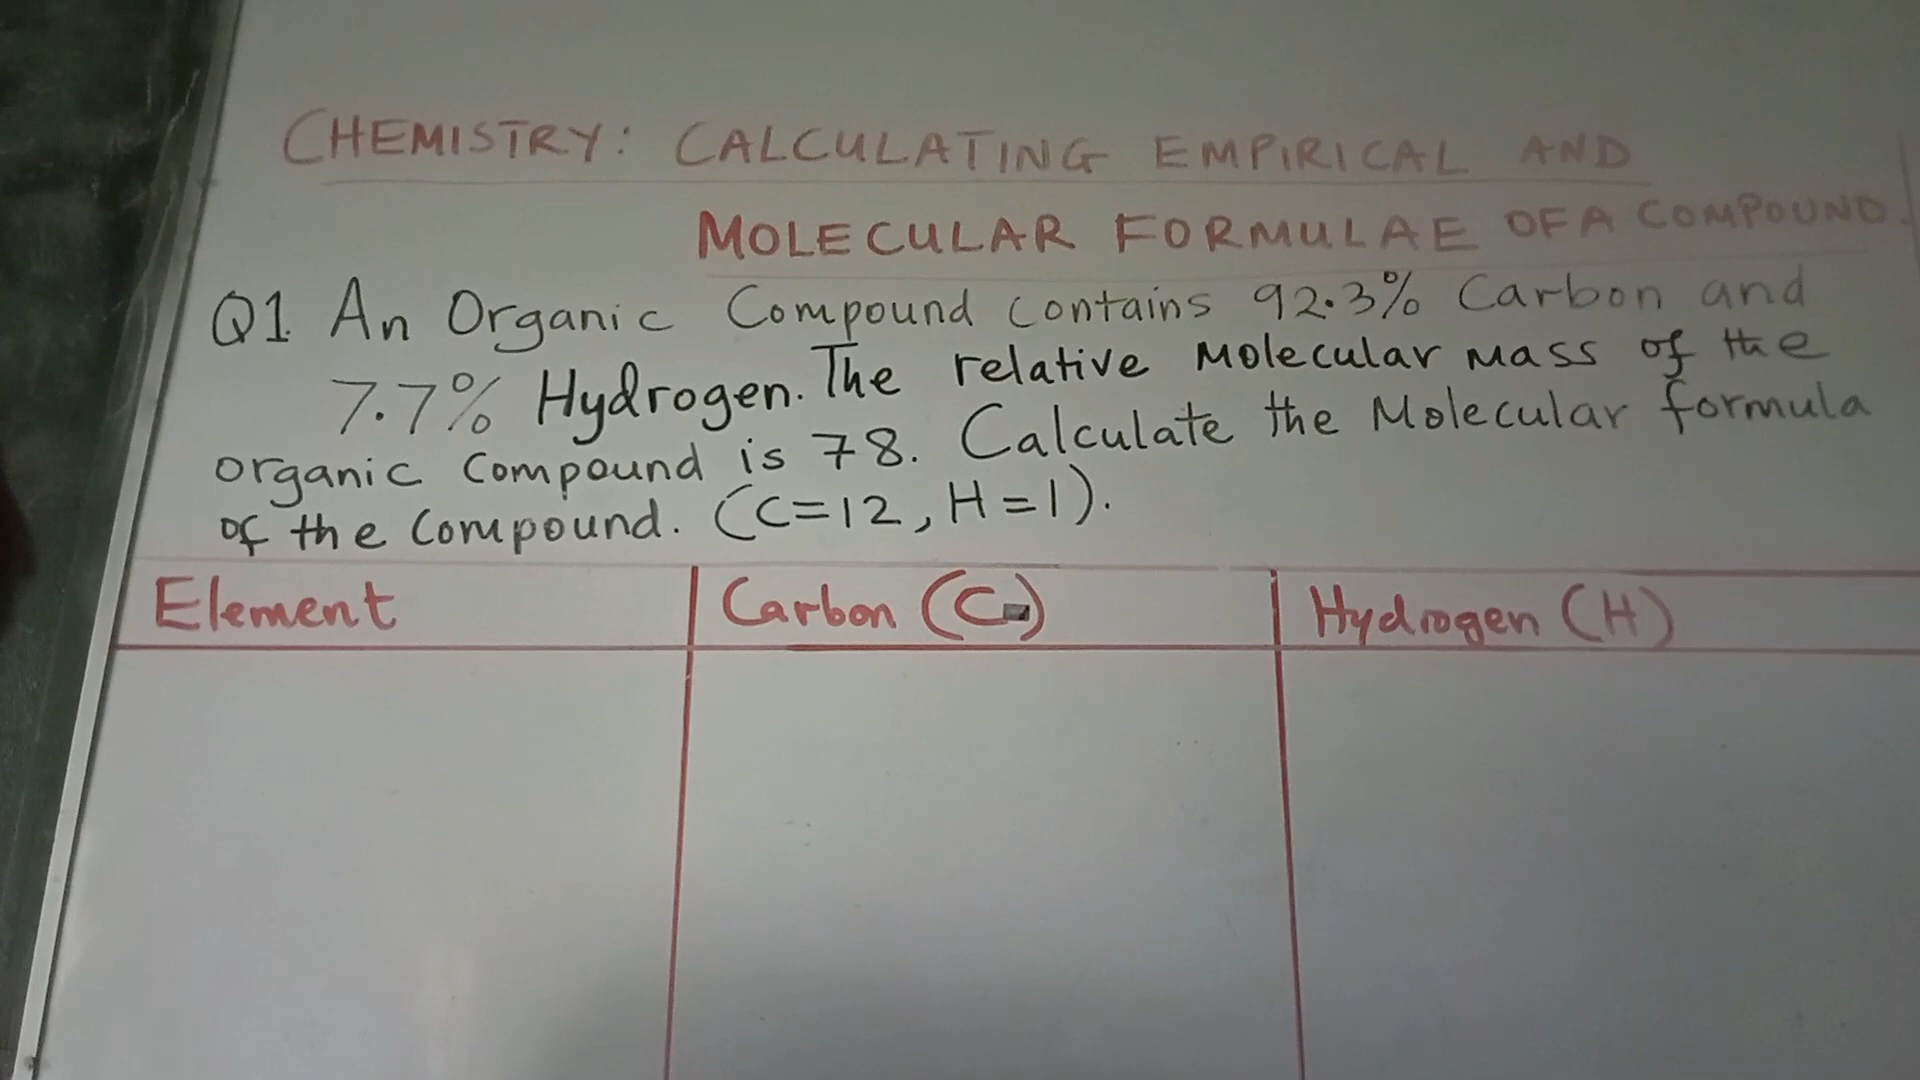 CHEMISTRY: CALCULATING EMPIRICAL AND
MOLECULAR FORMULAE OF A COMPOUND.
Q1. An Organic Compound contains 92.3% Carbon and
7.7% Hydrogen. The relative Molecular mass of the
organic Compound is 78. Calculate the Molecular formula
of the Compound. (C=12, H=1).
Element Carbon (C) Hydrogen (H)